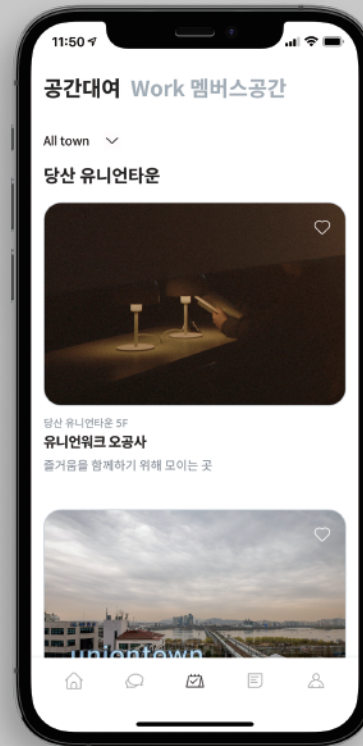 11:50
공간대여 Work 멤버스공간
All town
당산 유니언타운
당산 유니언타운 5F
유니언워크 오공사
즐거움을 함께하기 위해 모이는 곳
uniontown